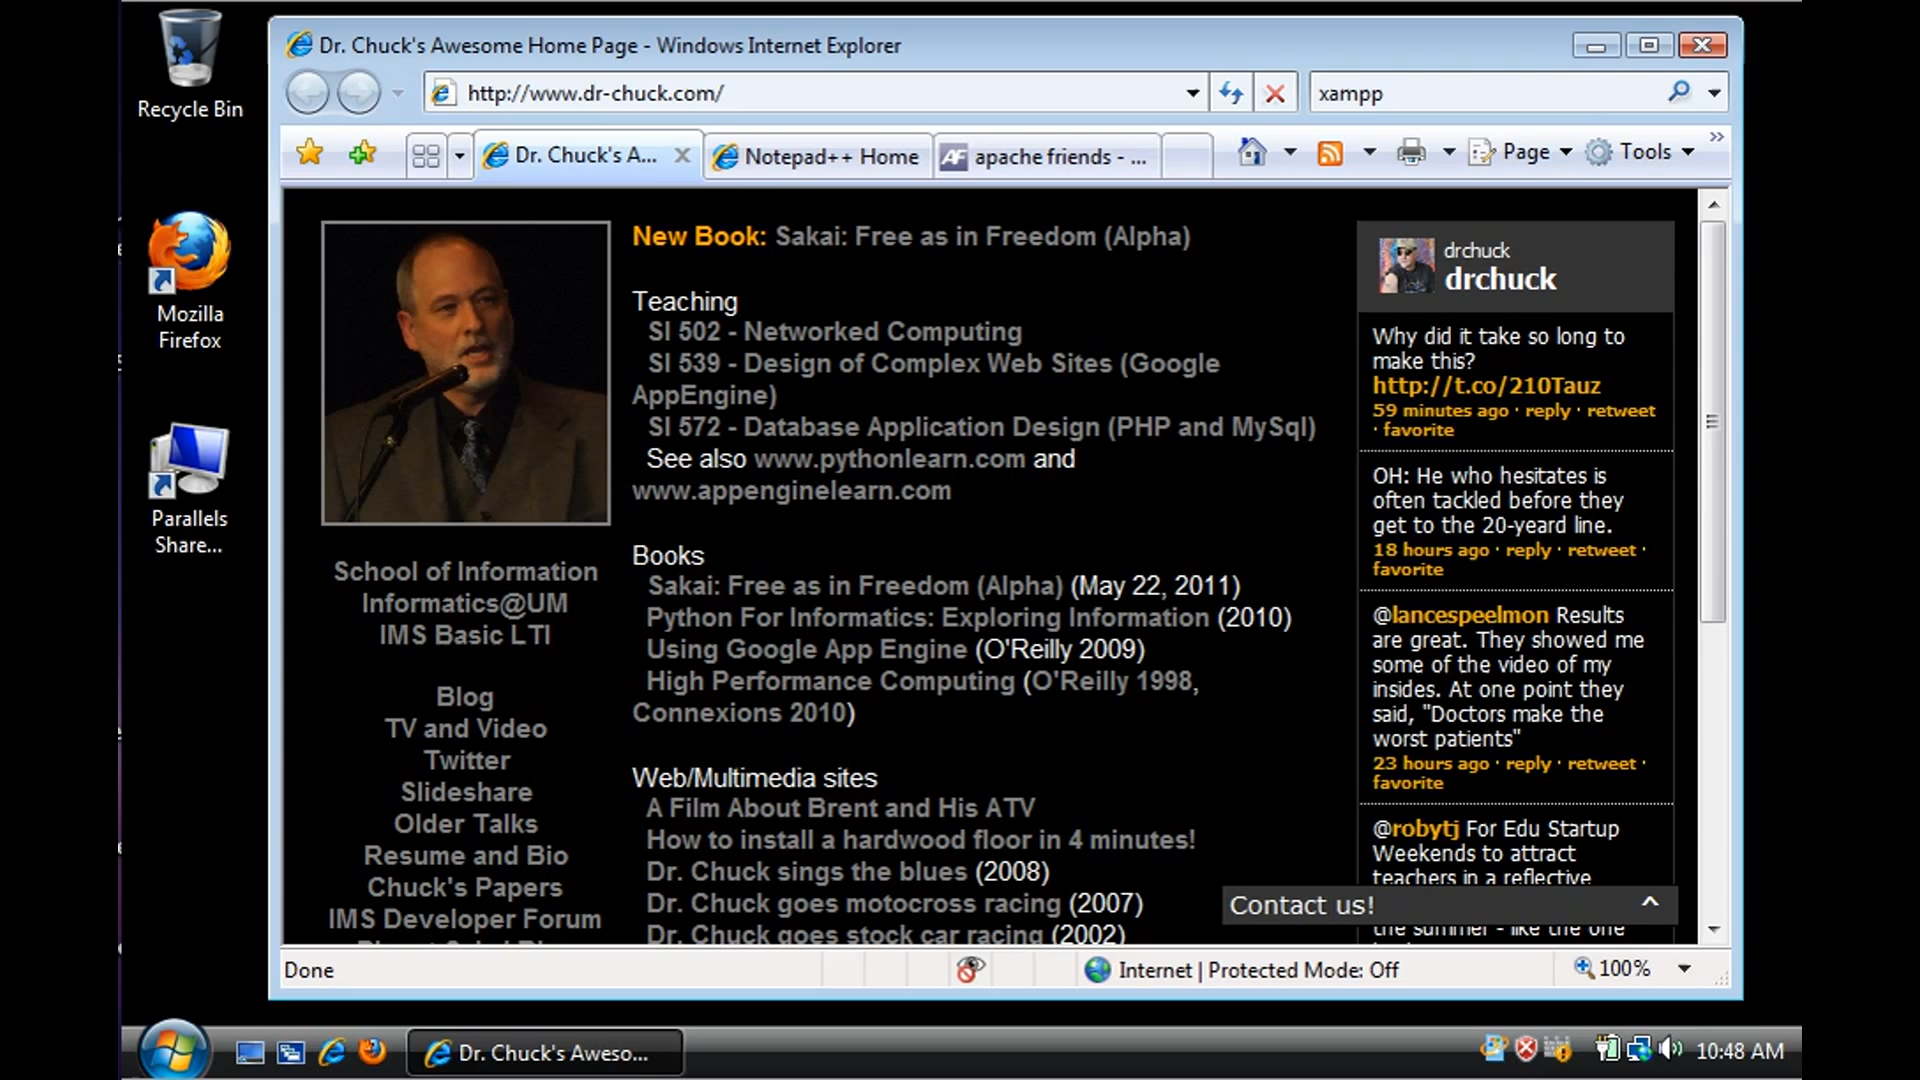 Recycle Bin
Mozilla
Firefox
Parallels
Share...
Dr. Chuck's Awesome Home Page - Windows Internet Explorer
http://www.dr-chuck.com/
xampp
Dr. Chuck's A...
Notepad++ Home
AF apache friends - ...
Page
Tools
School of Information
Informatics@UM
IMS Basic LTI
Blog
TV and Video
Twitter
Slideshare
Older Talks
Resume and Bio
Chuck's Papers
IMS Developer Forum
New Book: Sakai: Free as in Freedom (Alpha)
Teaching
SI 502 - Networked Computing
SI 539 - Design of Complex Web Sites (Google
AppEngine)
SI 572 - Database Application Design (PHP and MySql)
See also www.pythonlearn.com and
www.appenginelearn.com
Books
Sakai: Free as in Freedom (Alpha) (May 22, 2011)
Python For Informatics: Exploring Information (2010)
Using Google App Engine (O'Reilly 2009)
High Performance Computing (O'Reilly 1998,
Connexions 2010)
Web/Multimedia sites
A Film About Brent and His ATV
How to install a hardwood floor in 4 minutes!
Dr. Chuck sings the blues (2008)
Dr. Chuck goes motocross racing (2007)
Dr. Chuck goes stock car racing (2002)
drchuck
drchuck
Why did it take so long to
make this?
http://t.co/210Tauz
59 minutes ago · reply · retweet
· favorite
OH: He who hesitates is
often tackled before they
get to the 20-yeard line.
18 hours ago · reply · retweet ·
favorite
@lancespeelmon Results
are great. They showed me
some of the video of my
insides. At one point they
said, "Doctors make the
worst patients"
23 hours ago · reply · retweet ·
favorite
@robytj For Edu Startup
Weekends to attract
teachers in a reflective
Contact us!
the summer - like the one
Done
Internet | Protected Mode: Off
100%
Dr. Chuck's Aweso...
10:48 AM